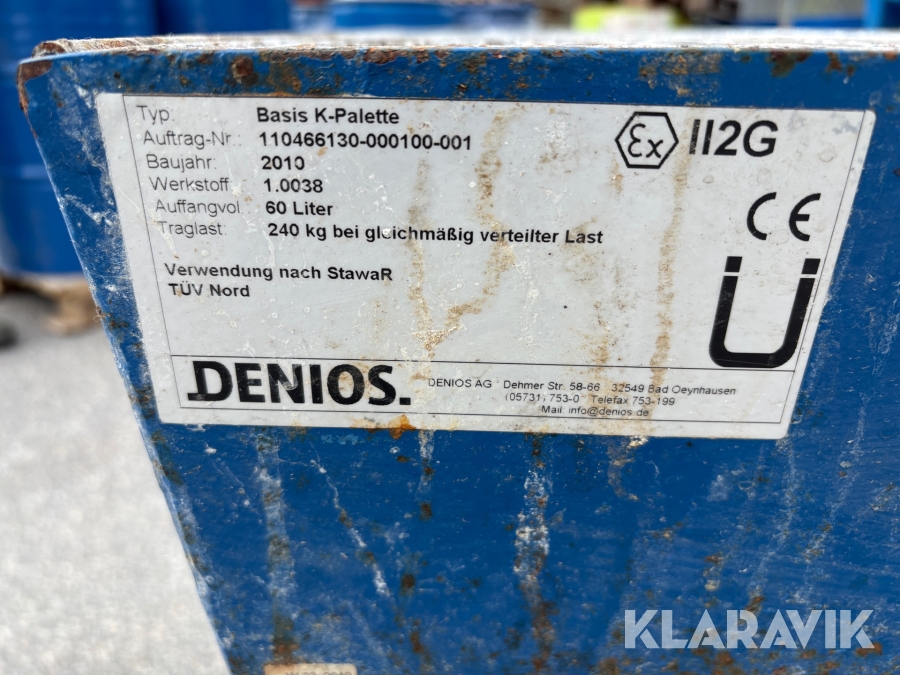 Typ: Basis K-Palette
Auftrag-Nr.: 110466130-000100-001
Baujahr: 2010
Werkstoff 1.0038
Auffangvol. 60 Liter
Traglast: 240 kg bei gleichmäßig verteilter Last
Verwendung nach StawaR
TÜV Nord
Ex II2G
CE
Ü
DENIOS.
DENIOS AG Dehmer Str. 58-66 32549 Bad Oeynhausen
(05731) 753-0 Telefax 753-199
Mail: info@denios.de
KLARAVIK